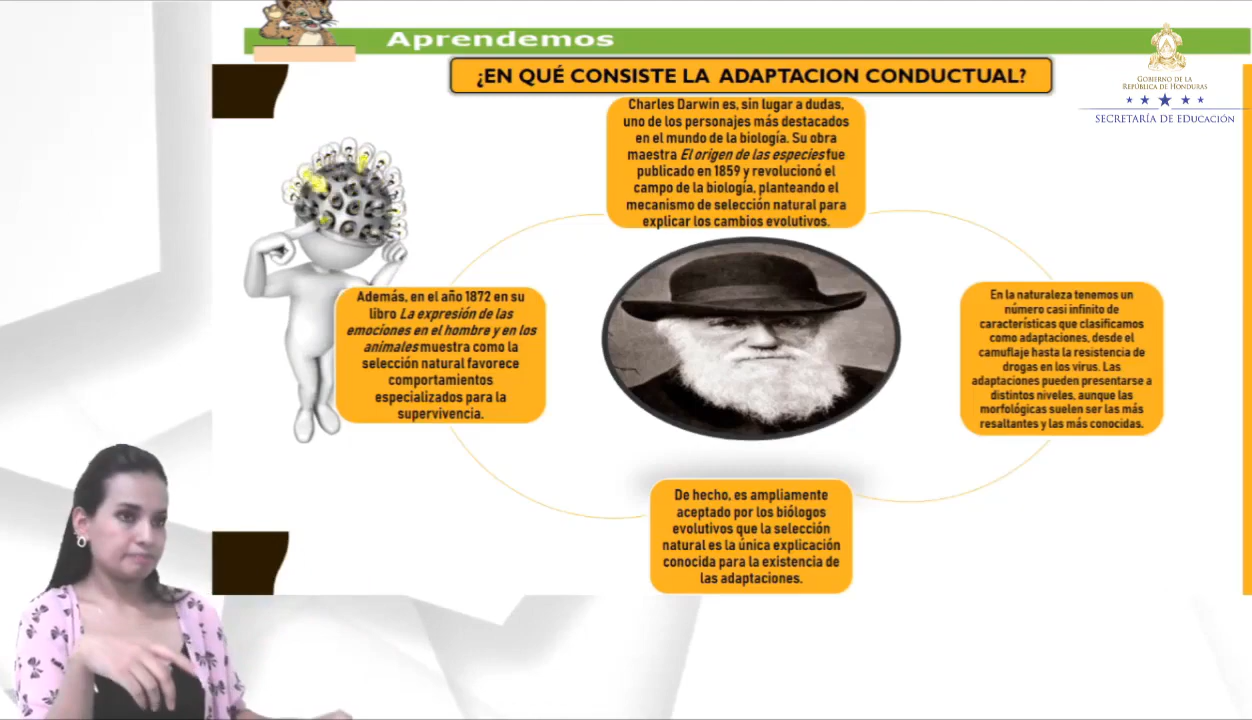 Aprendemos
¿EN QUÉ CONSISTE LA ADAPTACION CONDUCTUAL?
GOBIERNO DE LA
REPÚBLICA DE HONDURAS
SECRETARÍA DE EDUCACIÓN
Charles Darwin es, sin lugar a dudas,
uno de los personajes más destacados
en el mundo de la biología. Su obra
maestra El origen de las especies fue
publicado en 1859 y revolucionó el
campo de la biología, planteando el
mecanismo de selección natural para
explicar los cambios evolutivos.
Además, en el año 1872 en su
libro La expresión de las
emociones en el hombre y en los
animales muestra como la
selección natural favorece
comportamientos
especializados para la
supervivencia.
En la naturaleza tenemos un
número casi infinito de
características que clasificamos
como adaptaciones, desde el
camuflaje hasta la resistencia de
drogas en los virus. Las
adaptaciones pueden presentarse a
distintos niveles, aunque las
morfológicas suelen ser las más
resaltantes y las más conocidas.
De hecho, es ampliamente
aceptado por los biólogos
evolutivos que la selección
natural es la única explicación
conocida para la existencia de
las adaptaciones.